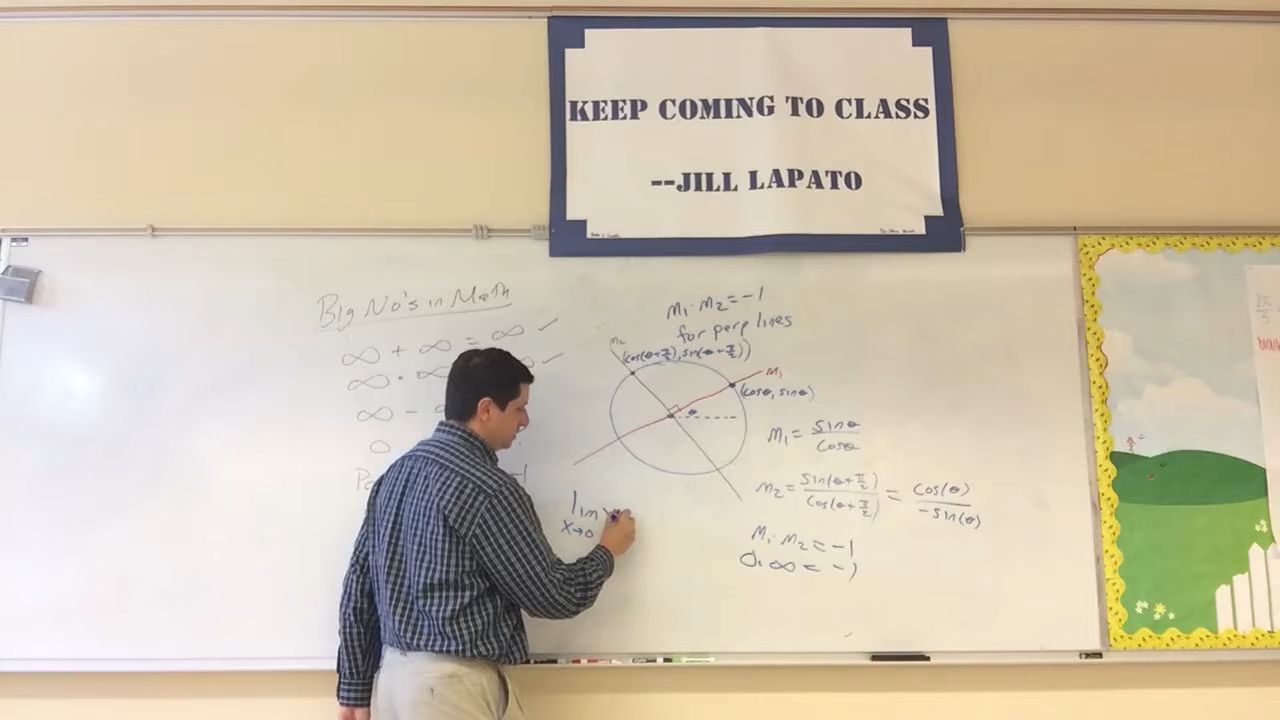 KEEP COMING TO CLASS
--JILL LAPATO
Big No's in Math
∞ + ∞ = ∞ ✓
∞ · ∞
∞ -
0
m₁·m₂ = -1
for perp lines
m₂
(cos(θ+π/2), sin(θ+π/2))
m₁
(cosθ, sinθ)
θ
m₁ = sinθ/cosθ
m₂ = sin(θ+π/2)/cos(θ+π/2) = cos(θ)/-sin(θ)
m₁·m₂ = -1
0·∞ = -1
lim x
x→0